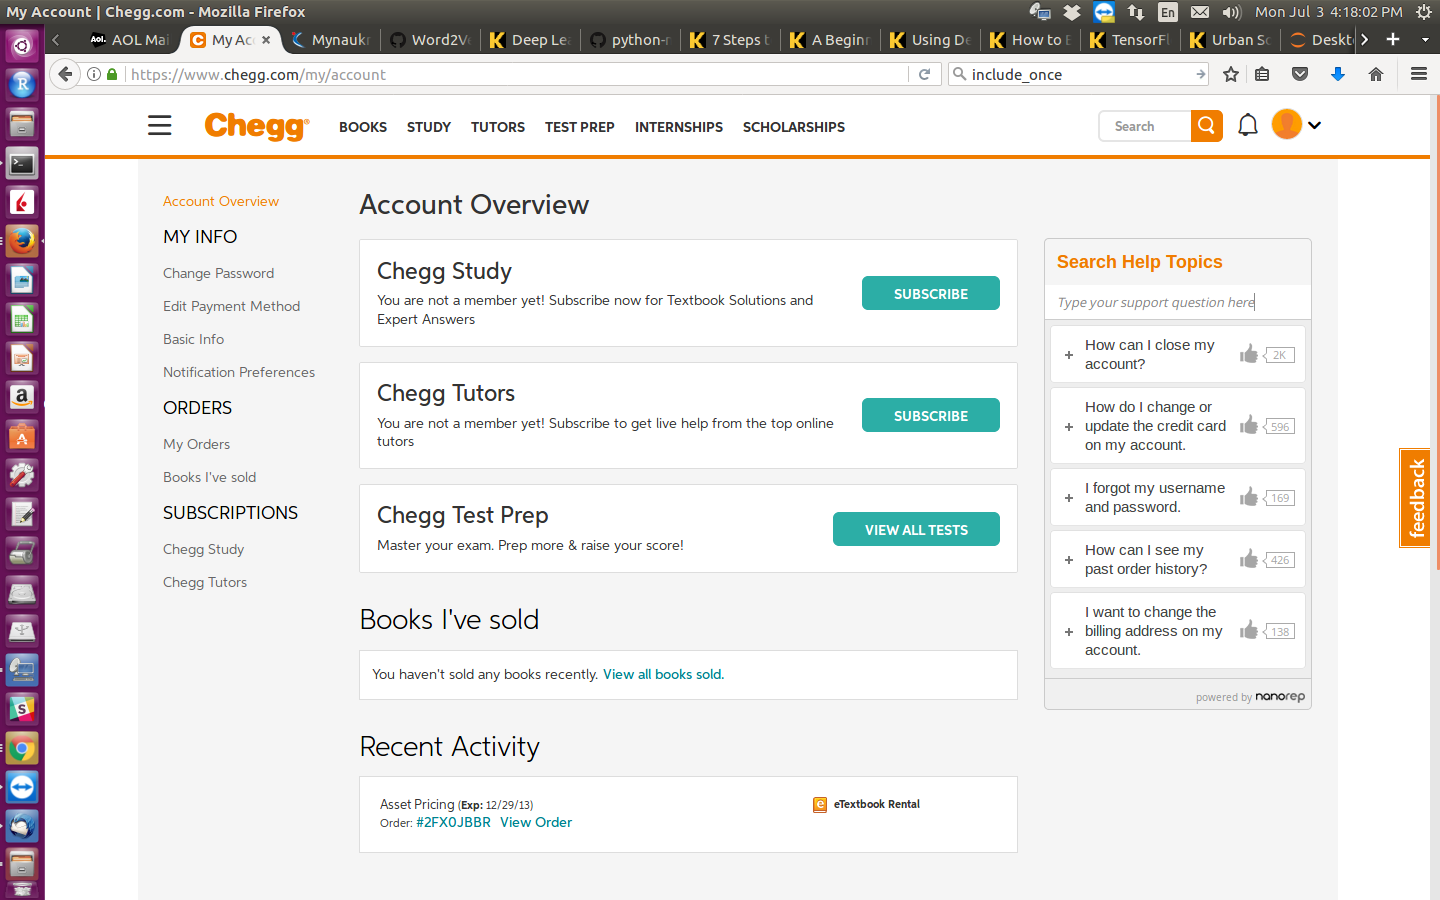 My Account | Chegg.com - Mozilla Firefox
En
Mon Jul 3 4:18:02 PM
AOL Mai
My Acc
Mynauk
Word2Ve
Deep Lea
python-
7 Steps t
A Beginn
Using De
How to
TensorFl
Urban So
Deskt
https://www.chegg.com/my/account
include_once
Chegg
BOOKS
STUDY
TUTORS
TEST PREP
INTERNSHIPS
SCHOLARSHIPS
Search
Account Overview
MY INFO
Change Password
Edit Payment Method
Basic Info
Notification Preferences
ORDERS
My Orders
Books I've sold
SUBSCRIPTIONS
Chegg Study
Chegg Tutors
Account Overview
Chegg Study
You are not a member yet! Subscribe now for Textbook Solutions and
Expert Answers
SUBSCRIBE
Chegg Tutors
You are not a member yet! Subscribe to get live help from the top online
tutors
SUBSCRIBE
Chegg Test Prep
Master your exam. Prep more & raise your score!
VIEW ALL TESTS
Books I've sold
You haven't sold any books recently. View all books sold.
Recent Activity
Asset Pricing (Exp: 12/29/13)
Order: #2FX0JBBR View Order
eTextbook Rental
Search Help Topics
Type your support question here
How can I close my
account?
2K
How do I change or
update the credit card
on my account.
596
I forgot my username
and password.
169
How can I see my
past order history?
426
I want to change the
billing address on my
account.
138
powered by nanorep
feedback